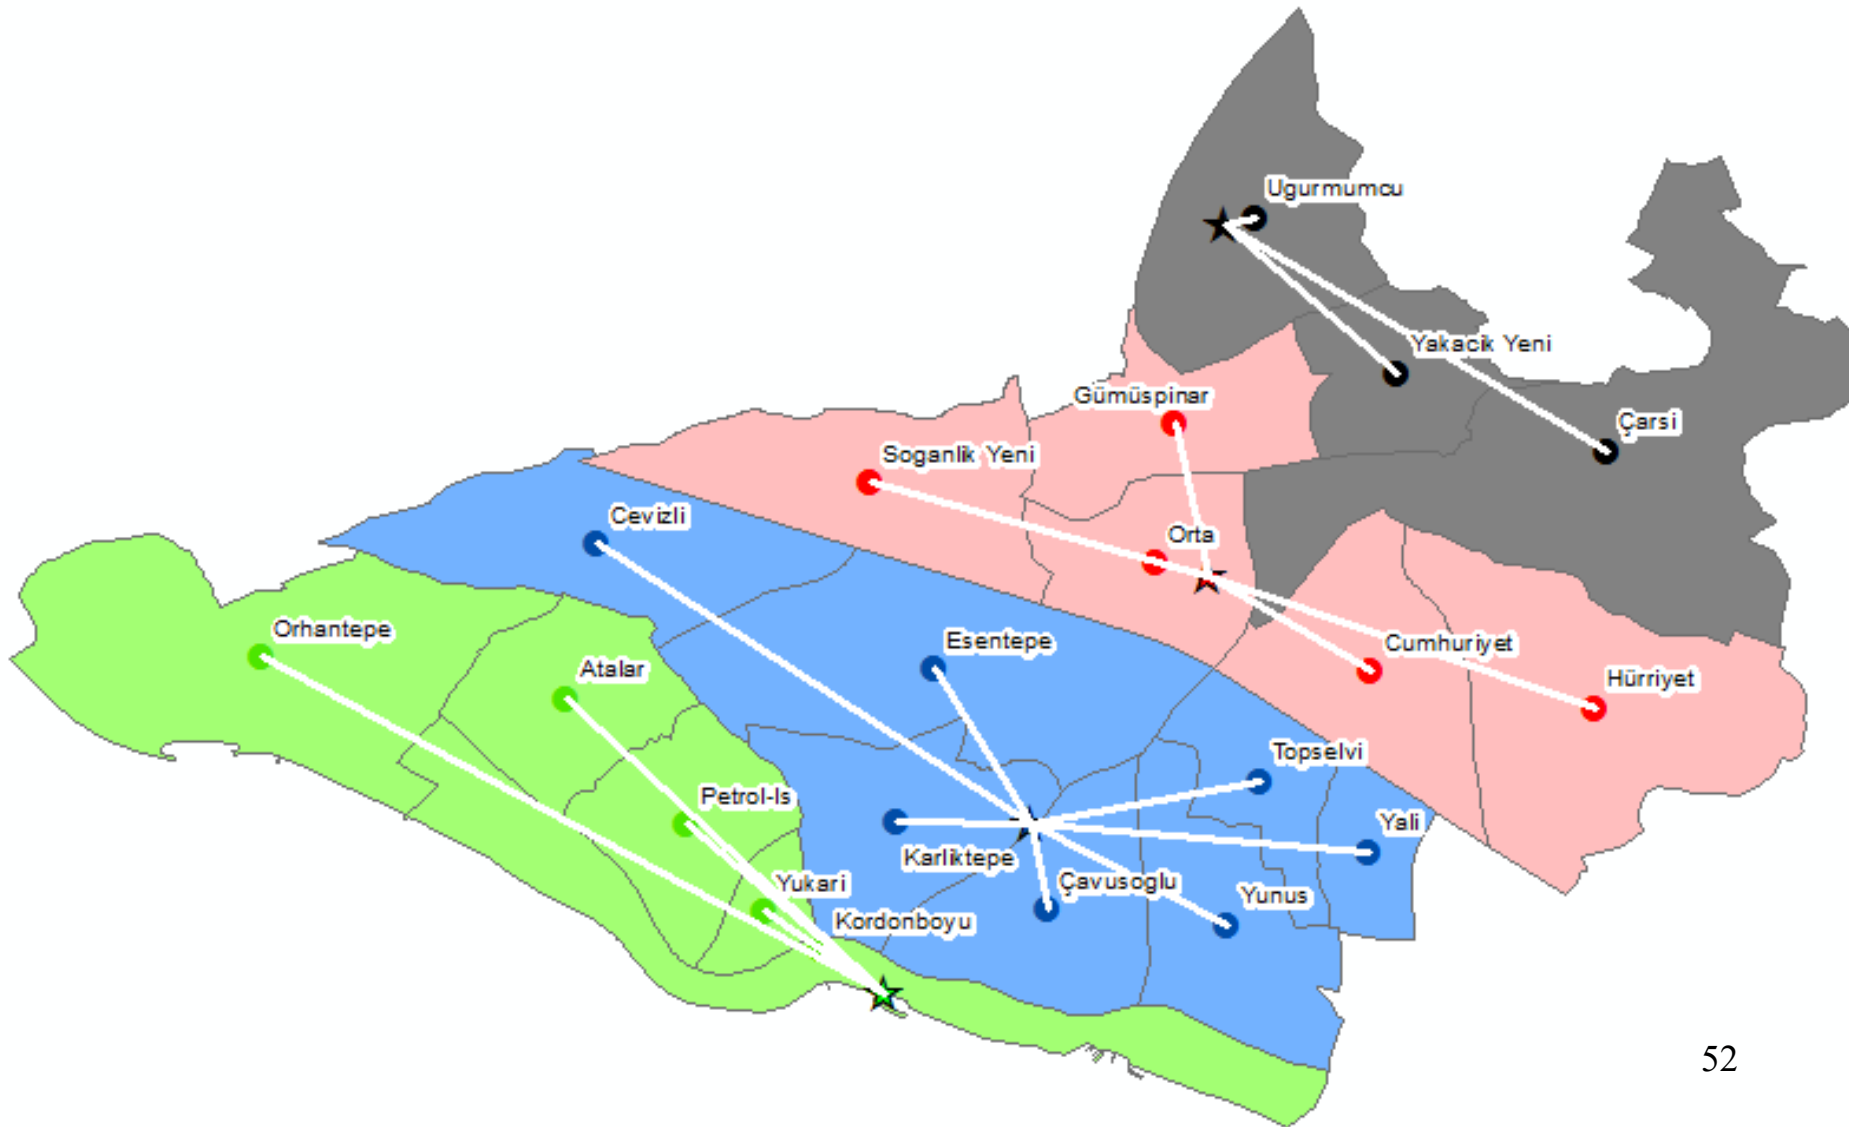 Ugurmumcu
Yakacik Yeni
Gümüspinar
Çarsi
Soganlik Yeni
Cevizli
Orta
Orhantepe
Esentepe
Cumhuriyet
Atalar
Hürriyet
Topselvi
Petrol-Is
Yali
Karliktepe
Yukari
Çavusoglu
Yunus
Kordonboyu
52